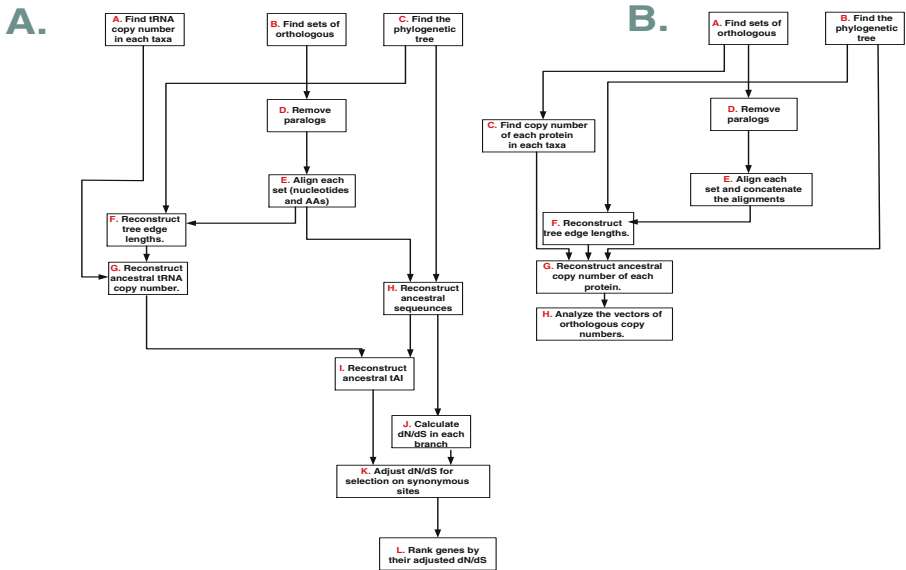 A.
A. Find tRNA
copy number
in each taxa
B. Find sets of
orthologous
C. Find the
phylogenetic
tree
D. Remove
paralogs
E. Align each
set (nucleotides
and AAs)
F. Reconstruct
tree edge
lengths.
G. Reconstruct
ancestral tRNA
copy number.
H. Reconstruct
ancestral
sequeunces
I. Reconstruct
ancestral tAI
J. Calculate
dN/dS in each
branch
K. Adjust dN/dS for
selection on synonymous
sites
L. Rank genes by
their adjusted dN/dS
B.
A. Find sets of
orthologous
B. Find the
phylogenetic
tree
C. Find copy number
of each protein
in each taxa
D. Remove
paralogs
E. Align each
set and concatenate
the alignments
F. Reconstruct
tree edge lengths.
G. Reconstruct ancestral
copy number of each
protein.
H. Analyze the vectors of
orthologous copy
numbers.